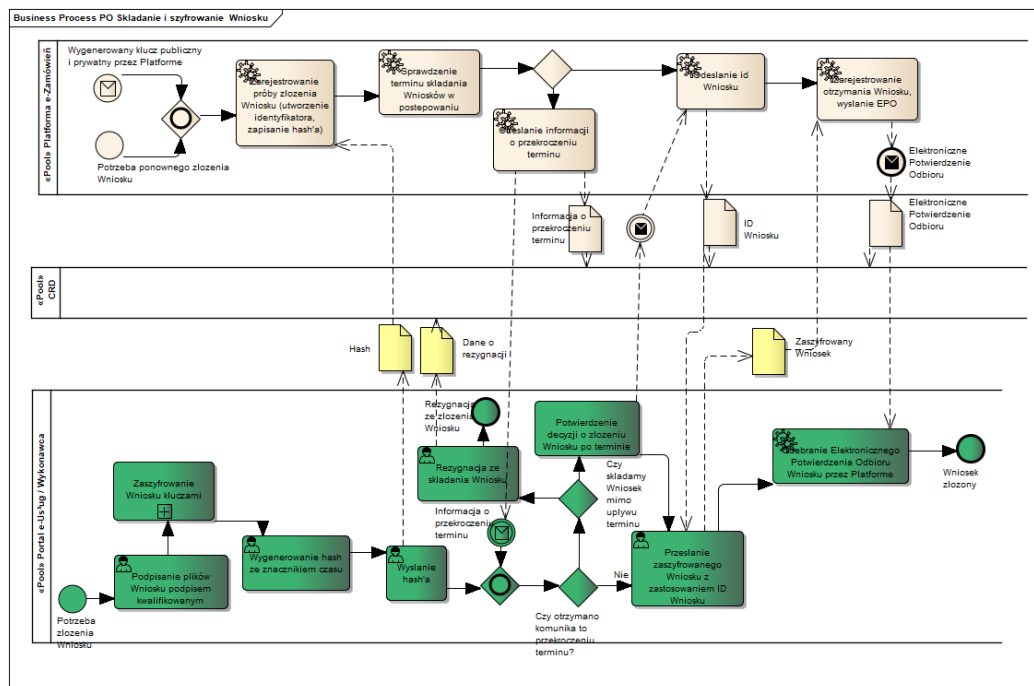 Business Process PO Skladanie i szyfrowanie Wniosku
«Pool» Platforma e-Zamówień
Wygenerowany klucz publiczny
i prywatny przez Platforme
Potrzeba ponownego zlozenia
Wniosku
Zarejestrowanie
próby zlozenia
Wniosku (utworzenie
identyfikatora,
zapisanie hash'a)
Sprawdzenie
terminu skladania
Wniosków w
postepowaniu
Odeslanie informacji
o przekroczeniu
terminu
Odeslanie id
Wniosku
Zarejestrowanie
otrzymania Wniosku,
wyslanie EPO
Elektroniczne
Potwierdzenie
Odbioru
Informacja o
przekroczeniu
terminu
ID
Wniosku
Elektroniczne
Potwierdzenie
Odbioru
«Pool»
CRD
Hash
Dane o
rezygnacji
Zaszyfrowany
Wniosek
«Pool» Portal e-Us³ug / Wykonawca
Rezygnacja
ze zlozenia
Wniosku
Potwierdzenie
decyzji o zlozeniu
Wniosku po terminie
Odebranie Elektronicznego
Potwierdzenia Odbioru
Wniosku przez Platforme
Wniosek
zlozony
Zaszyfrowanie
Wniosku kluczami
Rezygnacja ze
skladania Wniosku
Czy
skladamy
Wniosek
mimo
uplywu
terminu
Informacja o
przekroczeniu
terminu
Podpisanie plików
Wniosku podpisem
kwalifikowanym
Wygenerowanie hash
ze znacznikiem czasu
Wyslanie
hash'a
Nie
Przeslanie
zaszyfrowanego
Wniosku z
zastosowaniem ID
Wniosku
Potrzeba
zlozenia
Wniosku
Czy otrzymano
komunika to
przekroczeniu
terminu?